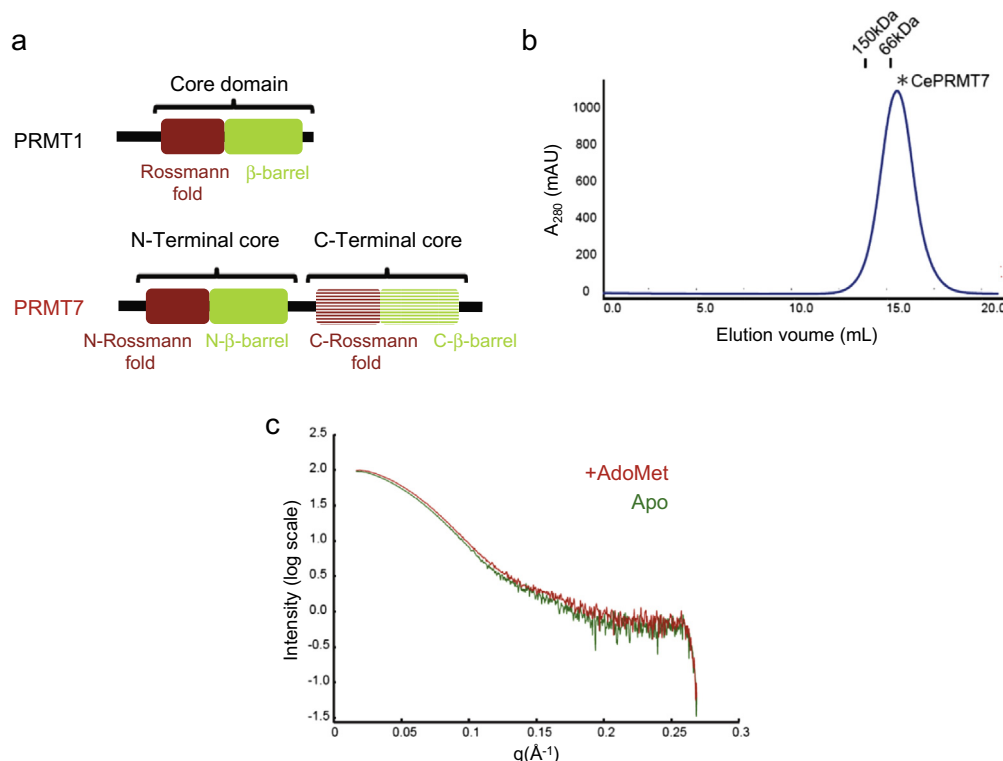 a
Core domain
PRMT1
Rossmann fold
β-barrel
N-Terminal core
C-Terminal core
PRMT7
N-Rossmann fold
N-β-barrel
C-Rossmann fold
C-β-barrel
b
150kDa
66kDa
* CePRMT7
A280 (mAU)
1000
800
600
400
200
0
0.0
5.0
10.0
15.0
20.0
Elution voume (mL)
c
+AdoMet
Apo
Intensity (log scale)
2.5
2.0
1.5
1.0
0.5
0.0
-0.5
-1.0
-1.5
0
0.05
0.1
0.15
0.2
0.25
0.3
q(Å-1)